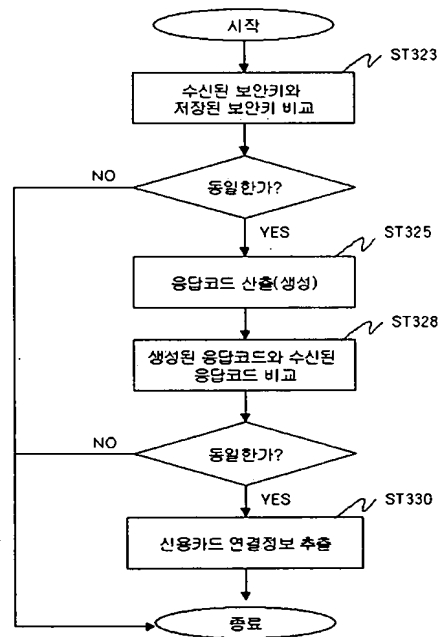 시작
ST323
수신된 보안키와
저장된 보안키 비교
NO
동일한가?
YES
ST325
응답코드 산출(생성)
ST328
생성된 응답코드와 수신된
응답코드 비교
NO
동일한가?
YES
ST330
신용카드 연결정보 추출
종료